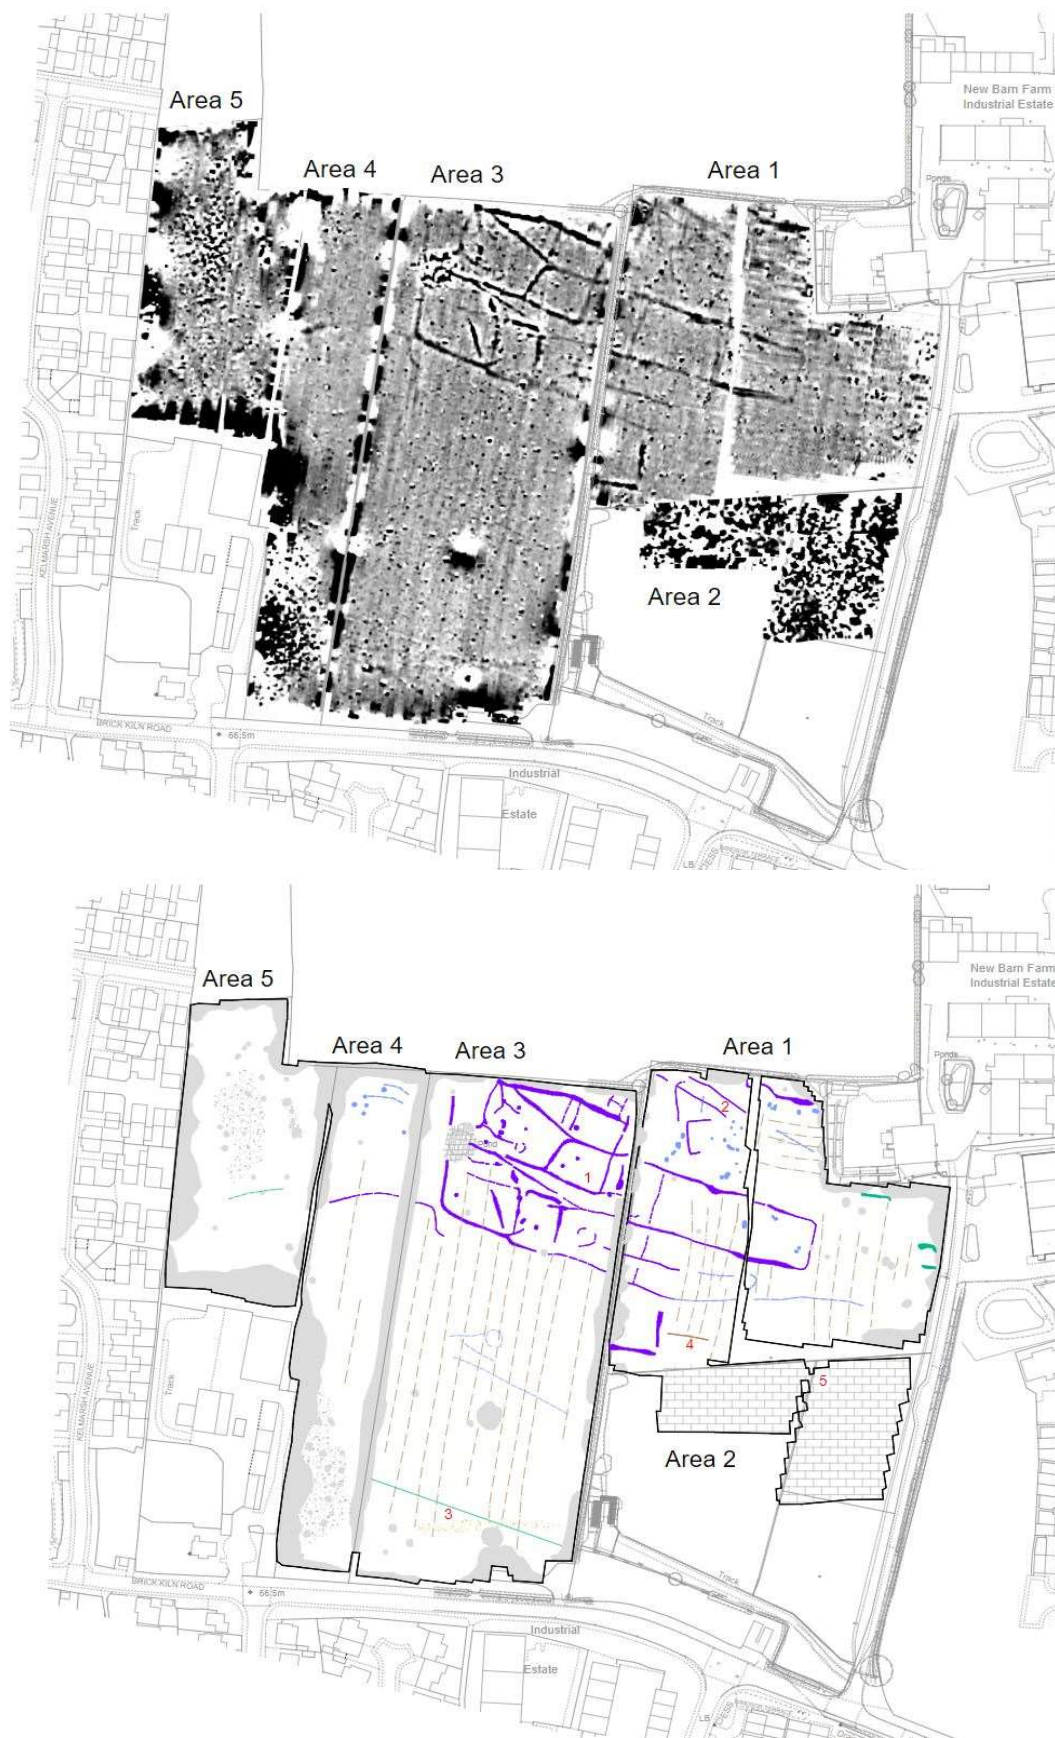 New Barn Farm
Industrial Estate
Area 5
Area 4
Area 3
Area 1
Ponds
KELMARSH AVENUE
Track
Area 2
BRICK KILN ROAD
66.5m
Track
Industrial
Estate
LB
New Barn Farm
Industrial Estate
Area 5
Area 4
Area 3
Area 1
Ponds
2
Pond
1
KELMARSH AVENUE
Track
4
5
Area 2
3
BRICK KILN ROAD
66.5m
Track
Industrial
Estate
LB